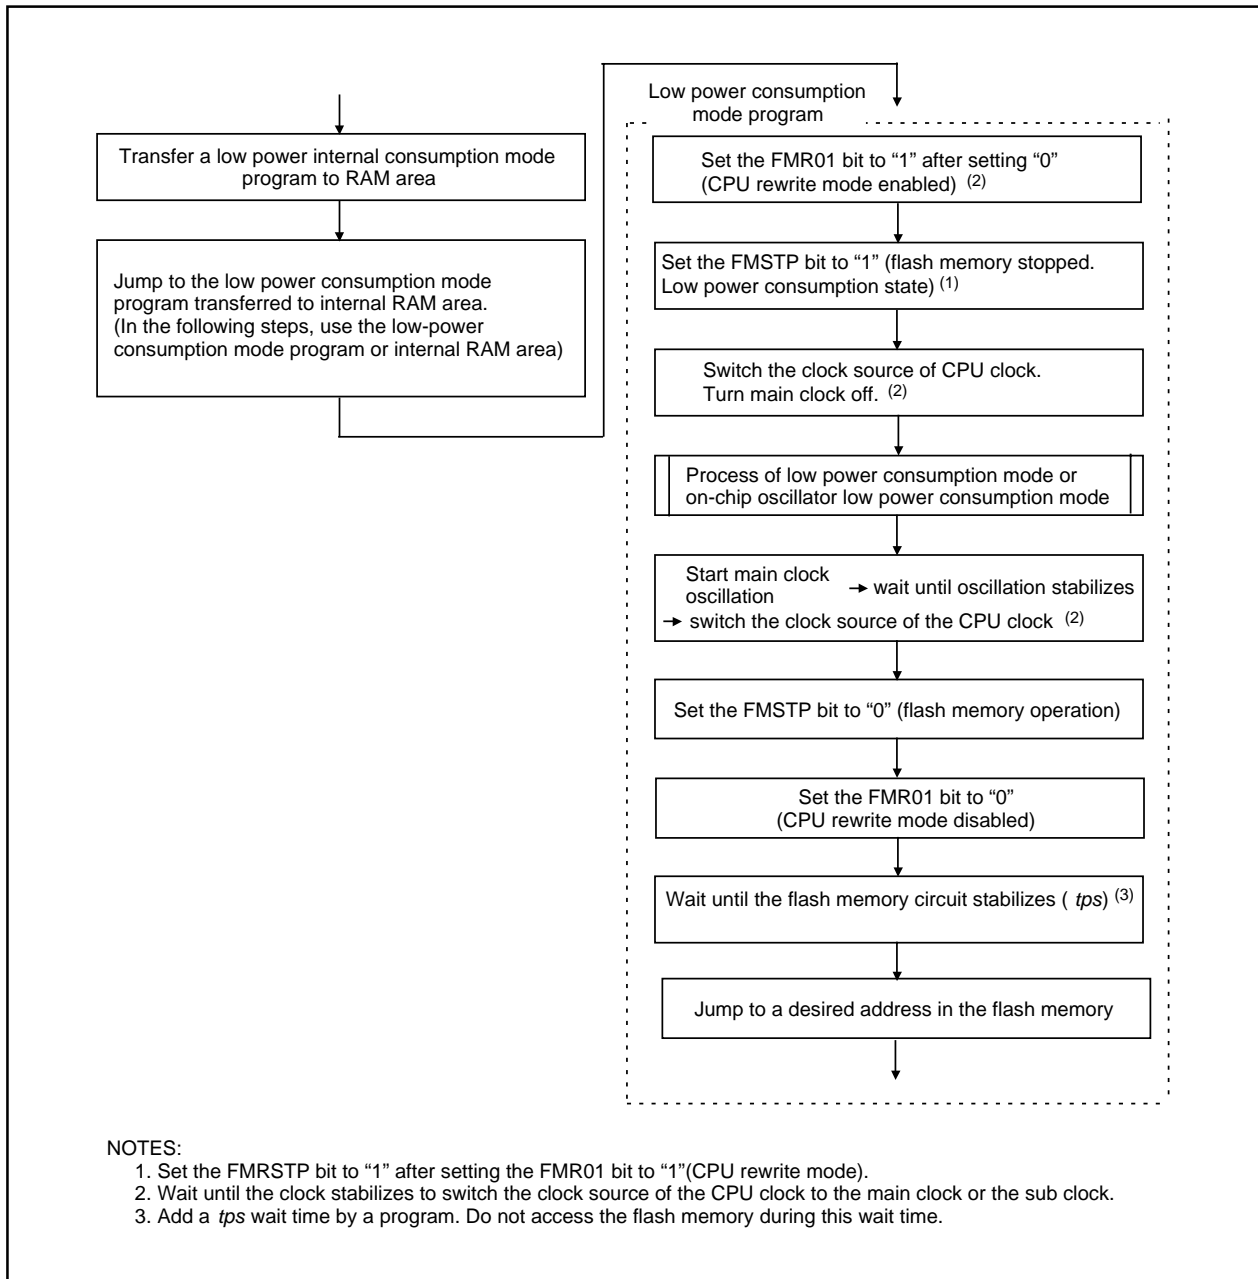 Transfer a low power internal consumption mode
program to RAM area
Jump to the low power consumption mode
program transferred to internal RAM area.
(In the following steps, use the low-power
consumption mode program or internal RAM area)
Low power consumption
mode program
Set the FMR01 bit to “1” after setting “0”
(CPU rewrite mode enabled) (2)
Set the FMSTP bit to “1” (flash memory stopped.
Low power consumption state) (1)
Switch the clock source of CPU clock.
Turn main clock off. (2)
Process of low power consumption mode or
on-chip oscillator low power consumption mode
Start main clock
oscillation → wait until oscillation stabilizes
→ switch the clock source of the CPU clock (2)
Set the FMSTP bit to “0” (flash memory operation)
Set the FMR01 bit to “0”
(CPU rewrite mode disabled)
Wait until the flash memory circuit stabilizes ( tps) (3)
Jump to a desired address in the flash memory
NOTES:
1. Set the FMRSTP bit to “1” after setting the FMR01 bit to “1”(CPU rewrite mode).
2. Wait until the clock stabilizes to switch the clock source of the CPU clock to the main clock or the sub clock.
3. Add a tps wait time by a program. Do not access the flash memory during this wait time.